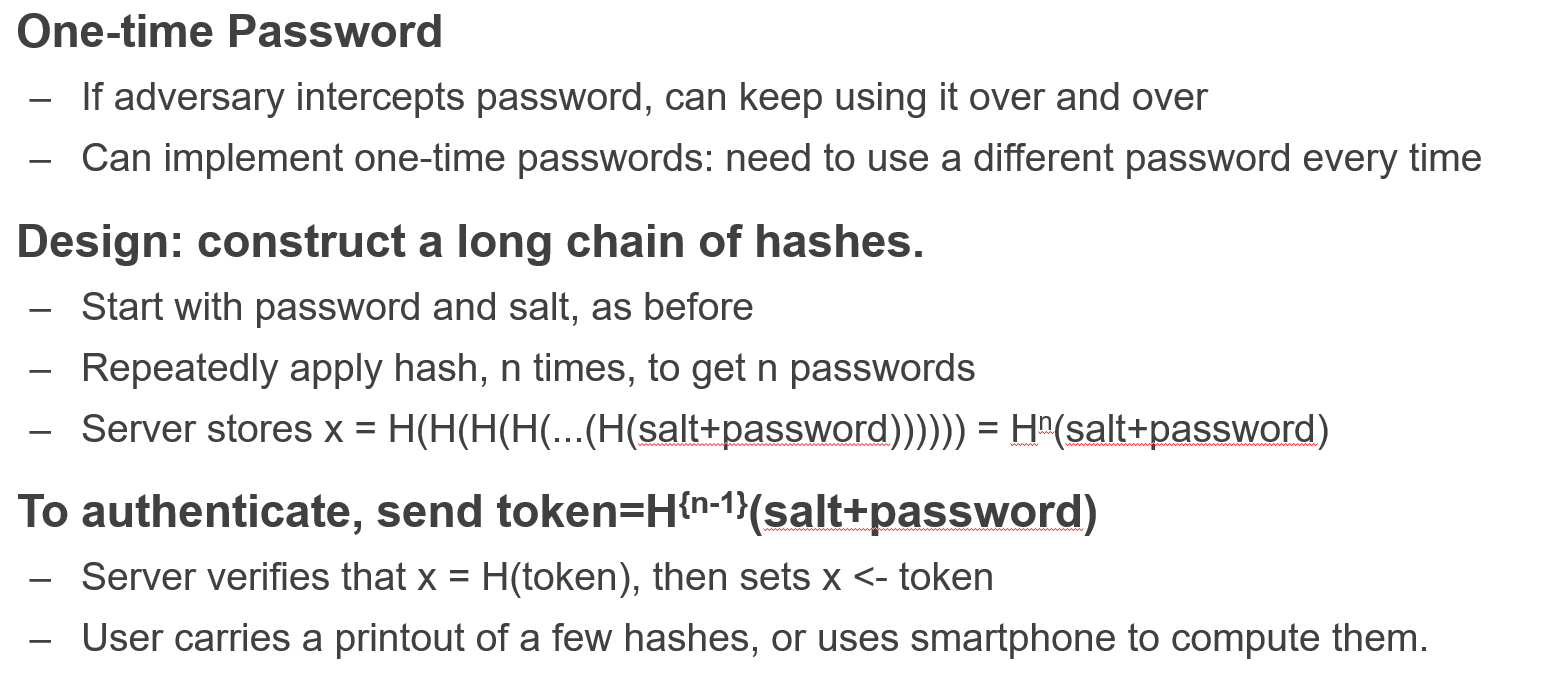 One-time Password
– If adversary intercepts password, can keep using it over and over
– Can implement one-time passwords: need to use a different password every time
Design: construct a long chain of hashes.
– Start with password and salt, as before
– Repeatedly apply hash, n times, to get n passwords
– Server stores x = H(H(H(H(...(H(salt+password)))))) = Hⁿ(salt+password)
To authenticate, send token=H^{n-1}(salt+password)
– Server verifies that x = H(token), then sets x <- token
– User carries a printout of a few hashes, or uses smartphone to compute them.